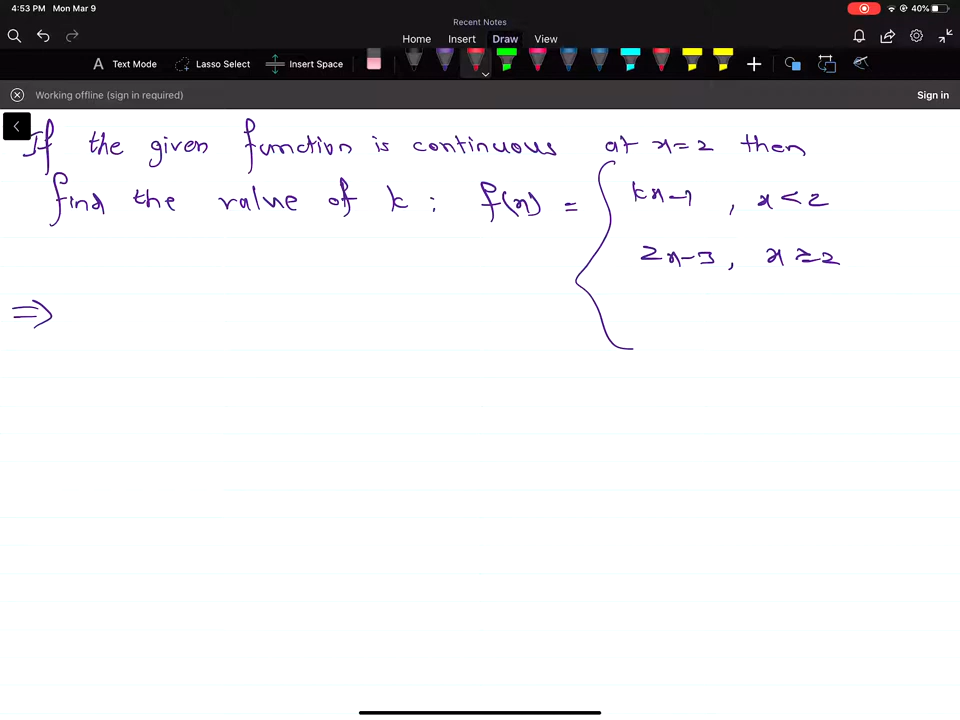 4:53 PM Mon Mar 9
40%
Recent Notes
Home Insert Draw View
Text Mode Lasso Select Insert Space
Working offline (sign in required) Sign in
If the given function is continuous at x=2 then
find the value of k : f(x) = { kx-1 , x < 2
2x-3 , x ≥ 2
⇒